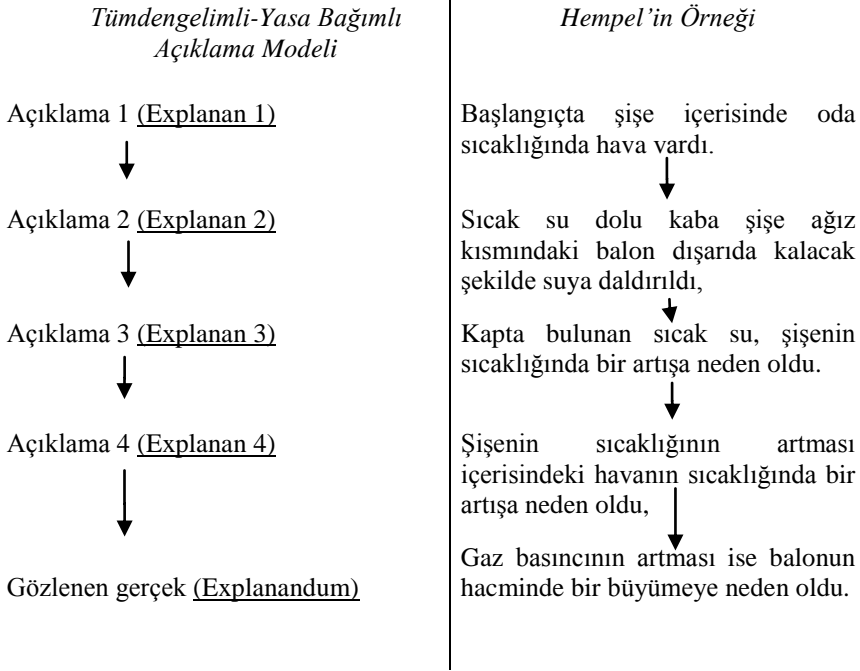 Tümdengelimli-Yasa Bağımlı
Açıklama Modeli
Hempel'in Örneği
Açıklama 1 (Explanan 1)
Başlangıçta şişe içerisinde oda
sıcaklığında hava vardı.
Açıklama 2 (Explanan 2)
Sıcak su dolu kaba şişe ağız
kısmındaki balon dışarıda kalacak
şekilde suya daldırıldı,
Açıklama 3 (Explanan 3)
Kapta bulunan sıcak su, şişenin
sıcaklığında bir artışa neden oldu.
Açıklama 4 (Explanan 4)
Şişenin sıcaklığının artması
içerisindeki havanın sıcaklığında bir
artışa neden oldu,
Gözlenen gerçek (Explanandum)
Gaz basıncının artması ise balonun
hacminde bir büyümeye neden oldu.